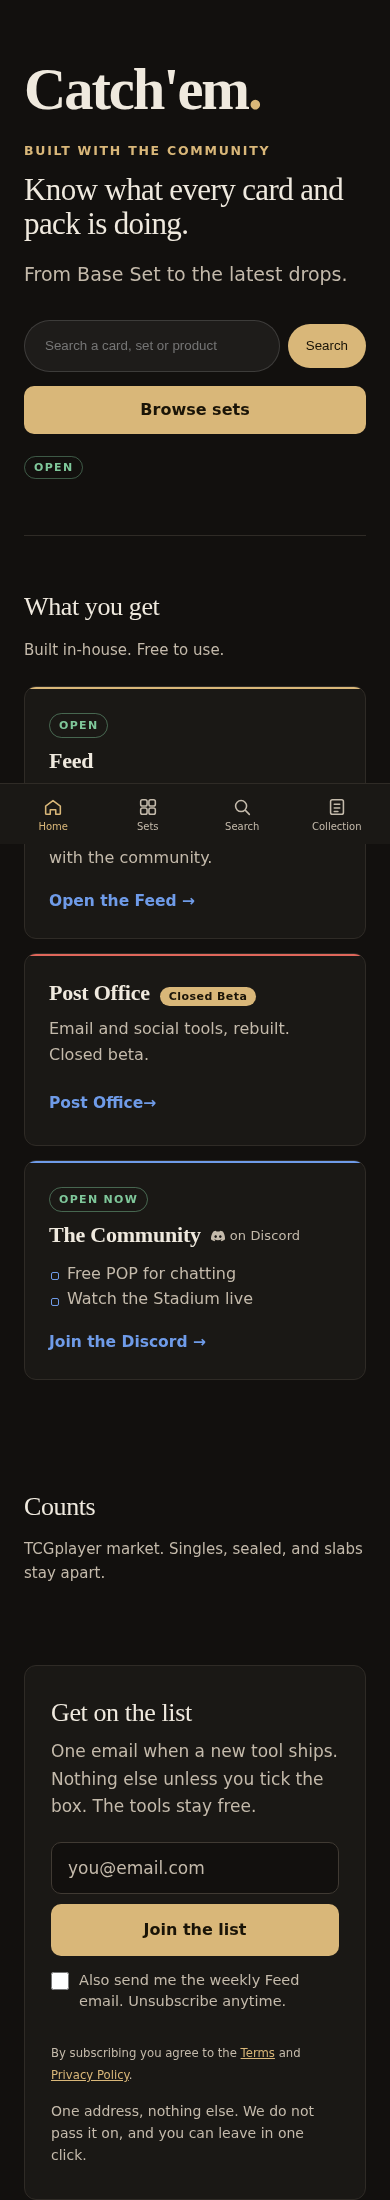 Catch'em.
BUILT WITH THE COMMUNITY
Know what every card and
pack is doing.
From Base Set to the latest drops.
Search a card, set or product
Search
Browse sets
OPEN
What you get
Built in-house. Free to use.
OPEN
Feed
Home
Sets
Search
Collection
with the community.
Open the Feed →
Post Office
Closed Beta
Email and social tools, rebuilt.
Closed beta.
Post Office→
OPEN NOW
The Community
on Discord
Free POP for chatting
Watch the Stadium live
Join the Discord →
Counts
TCGplayer market. Singles, sealed, and slabs
stay apart.
Get on the list
One email when a new tool ships.
Nothing else unless you tick the
box. The tools stay free.
you@email.com
Join the list
Also send me the weekly Feed
email. Unsubscribe anytime.
By subscribing you agree to the Terms and
Privacy Policy.
One address, nothing else. We do not
pass it on, and you can leave in one
click.